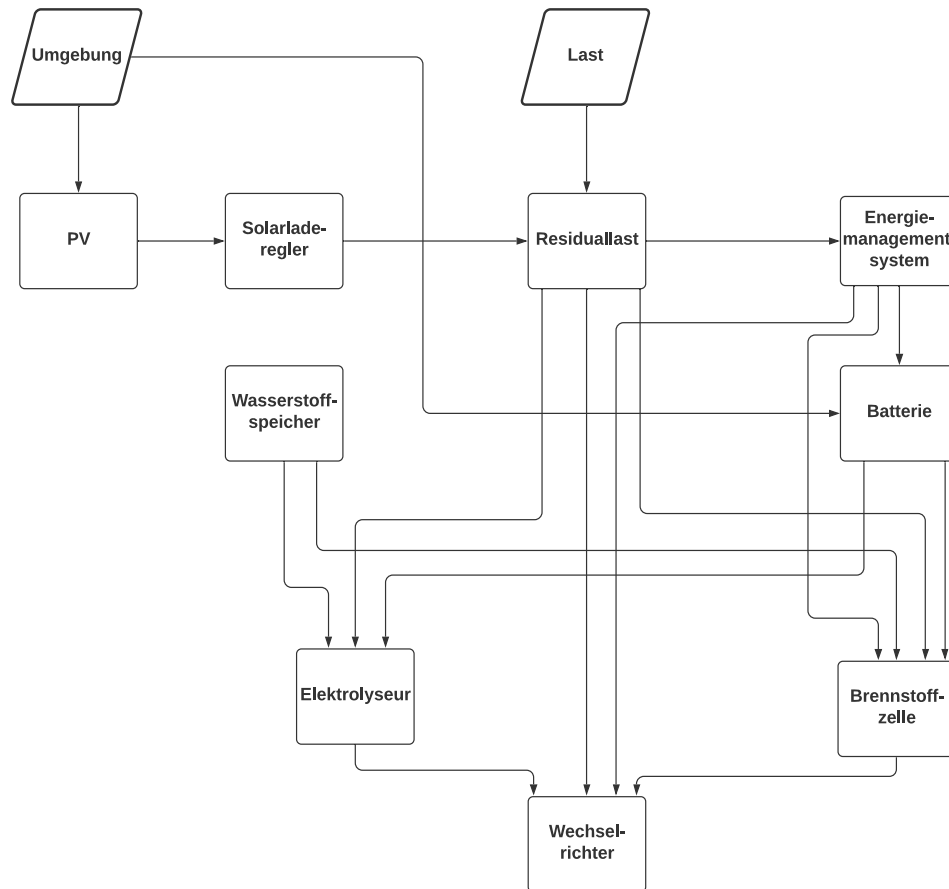 Umgebung
Last
PV
Solarlade-
regler
Residuallast
Energie-
management
system
Wasserstoff-
speicher
Batterie
Elektrolyseur
Brennstoff-
zelle
Wechsel-
richter